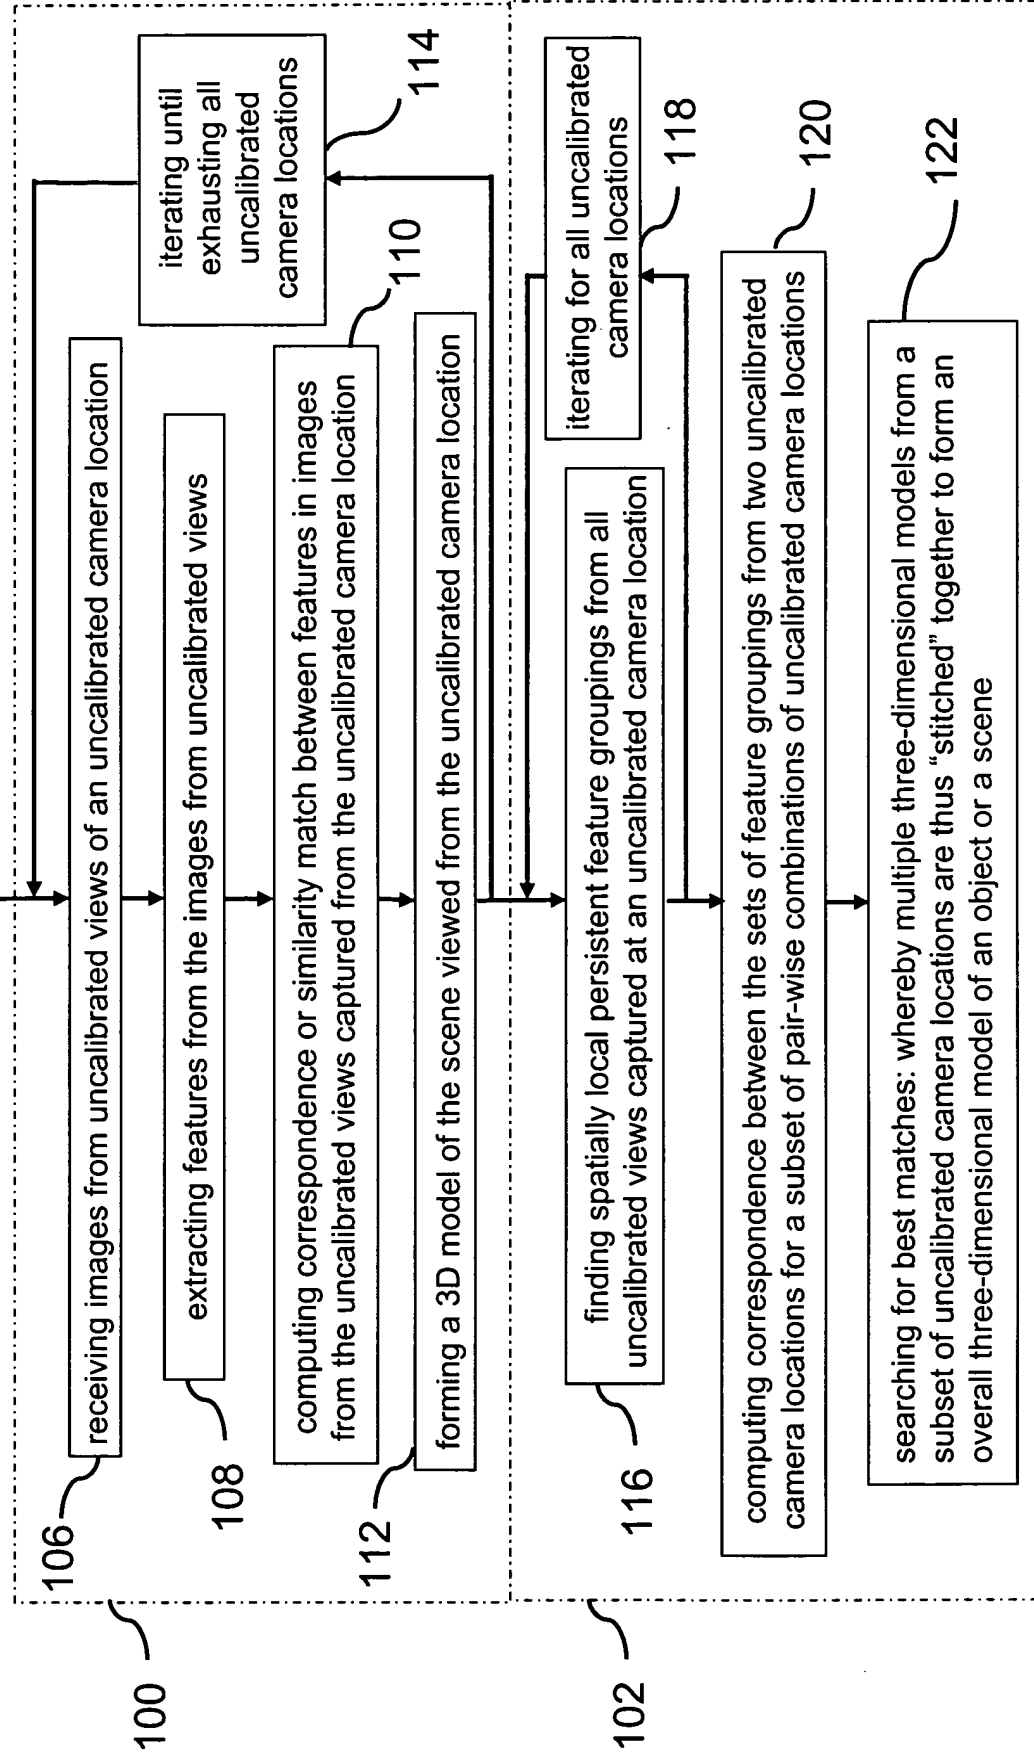 100
106
receiving images from uncalibrated views of an uncalibrated camera location
108
extracting features from the images from uncalibrated views
computing correspondence or similarity match between features in images
from the uncalibrated views captured from the uncalibrated camera location
110
112
forming a 3D model of the scene viewed from the uncalibrated camera location
iterating until
exhausting all
uncalibrated
camera locations
114
102
116
finding spatially local persistent feature groupings from all
uncalibrated views captured at an uncalibrated camera location
iterating for all uncalibrated
camera locations
118
computing correspondence between the sets of feature groupings from two uncalibrated
camera locations for a subset of pair-wise combinations of uncalibrated camera locations
120
searching for best matches: whereby multiple three-dimensional models from a
subset of uncalibrated camera locations are thus “stitched” together to form an
overall three-dimensional model of an object or a scene
122